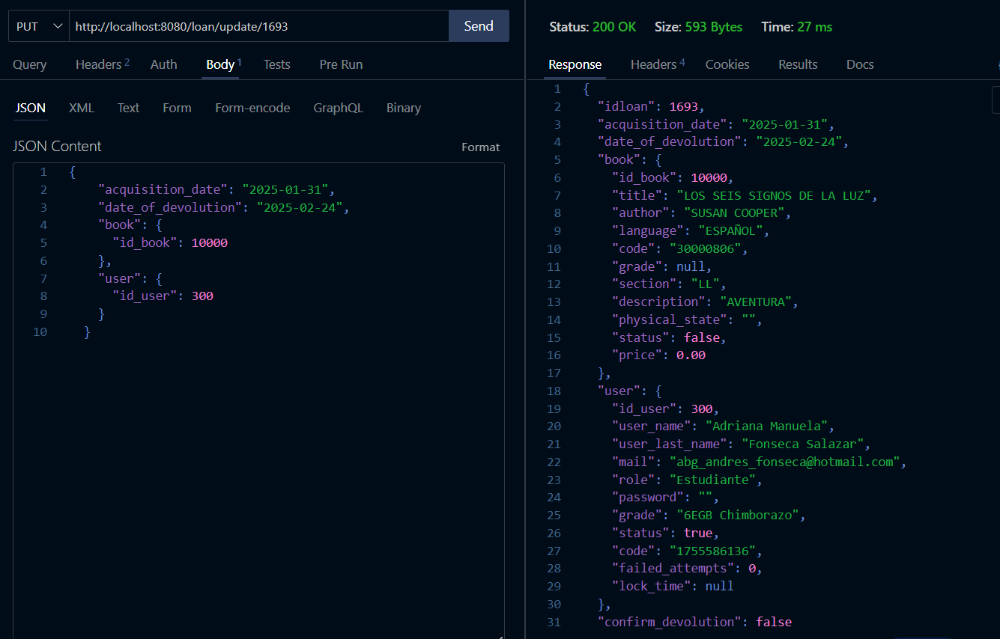 PUT http://localhost:8080/loan/update/1693 Send
Query Headers 2 Auth Body 1 Tests Pre Run
JSON XML Text Form Form-encode GraphQL Binary
JSON Content Format
1 {
2 "acquisition_date": "2025-01-31",
3 "date_of_devolution": "2025-02-24",
4 "book": {
5 "id_book": 10000
6 },
7 "user": {
8 "id_user": 300
9 }
10 }
Status: 200 OK Size: 593 Bytes Time: 27 ms
Response Headers 4 Cookies Results Docs
1 {
2 "idloan": 1693,
3 "acquisition_date": "2025-01-31",
4 "date_of_devolution": "2025-02-24",
5 "book": {
6 "id_book": 10000,
7 "title": "LOS SEIS SIGNOS DE LA LUZ",
8 "author": "SUSAN COOPER",
9 "language": "ESPAÑOL",
10 "code": "30000806",
11 "grade": null,
12 "section": "LL",
13 "description": "AVENTURA",
14 "physical_state": "",
15 "status": false,
16 "price": 0.00
17 },
18 "user": {
19 "id_user": 300,
20 "user_name": "Adriana Manuela",
21 "user_last_name": "Fonseca Salazar",
22 "mail": "abg_andres_fonseca@hotmail.com",
23 "role": "Estudiante",
24 "password": "",
25 "grade": "6EGB Chimborazo",
26 "status": true,
27 "code": "1755586136",
28 "failed_attempts": 0,
29 "lock_time": null
30 },
31 "confirm_devolution": false